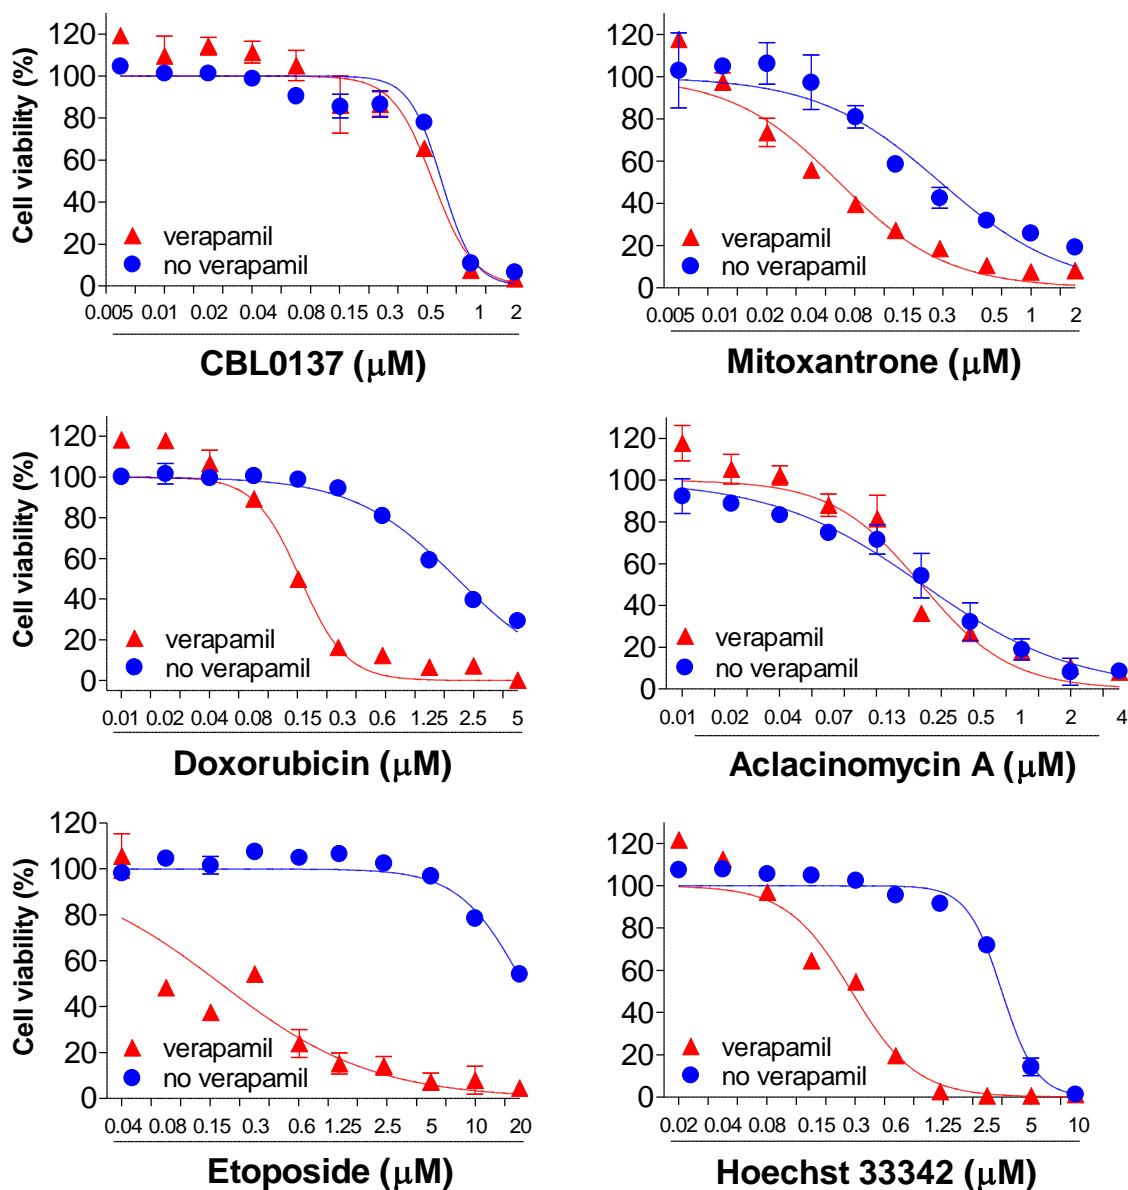 Cell viability (%)
120
100
80
60
40
20
0
verapamil
no verapamil
0.005 0.01 0.02 0.04 0.08 0.15 0.3 0.5 1 2
CBL0137 (μM)
120
100
80
60
40
20
0
verapamil
no verapamil
0.005 0.01 0.02 0.04 0.08 0.15 0.3 0.5 1 2
Mitoxantrone (μM)
Cell viability (%)
120
100
80
60
40
20
0
verapamil
no verapamil
0.01 0.02 0.04 0.08 0.15 0.3 0.6 1.25 2.5 5
Doxorubicin (μM)
120
100
80
60
40
20
0
verapamil
no verapamil
0.01 0.02 0.04 0.07 0.13 0.25 0.5 1 2 4
Aclacinomycin A (μM)
Cell viability (%)
120
100
80
60
40
20
0
verapamil
no verapamil
0.04 0.08 0.15 0.3 0.6 1.25 2.5 5 10 20
Etoposide (μM)
120
100
80
60
40
20
0
verapamil
no verapamil
0.02 0.04 0.08 0.15 0.3 0.6 1.25 2.5 5 10
Hoechst 33342 (μM)